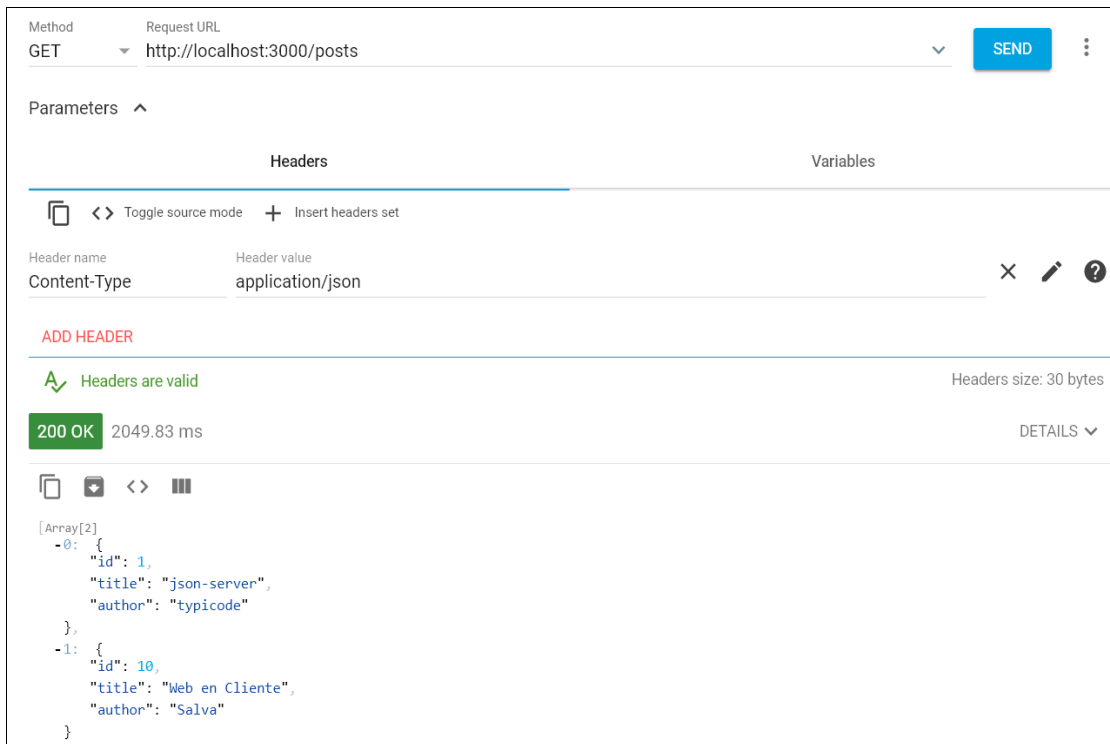 Method Request URL
GET http://localhost:3000/posts SEND
Parameters
Headers Variables
Toggle source mode Insert headers set
Header name Header value
Content-Type application/json
ADD HEADER
Headers are valid Headers size: 30 bytes
200 OK 2049.83 ms DETAILS
[Array[2]
-0: {
"id": 1,
"title": "json-server",
"author": "typicode"
},
-1: {
"id": 10,
"title": "Web en Cliente",
"author": "Salva"
}